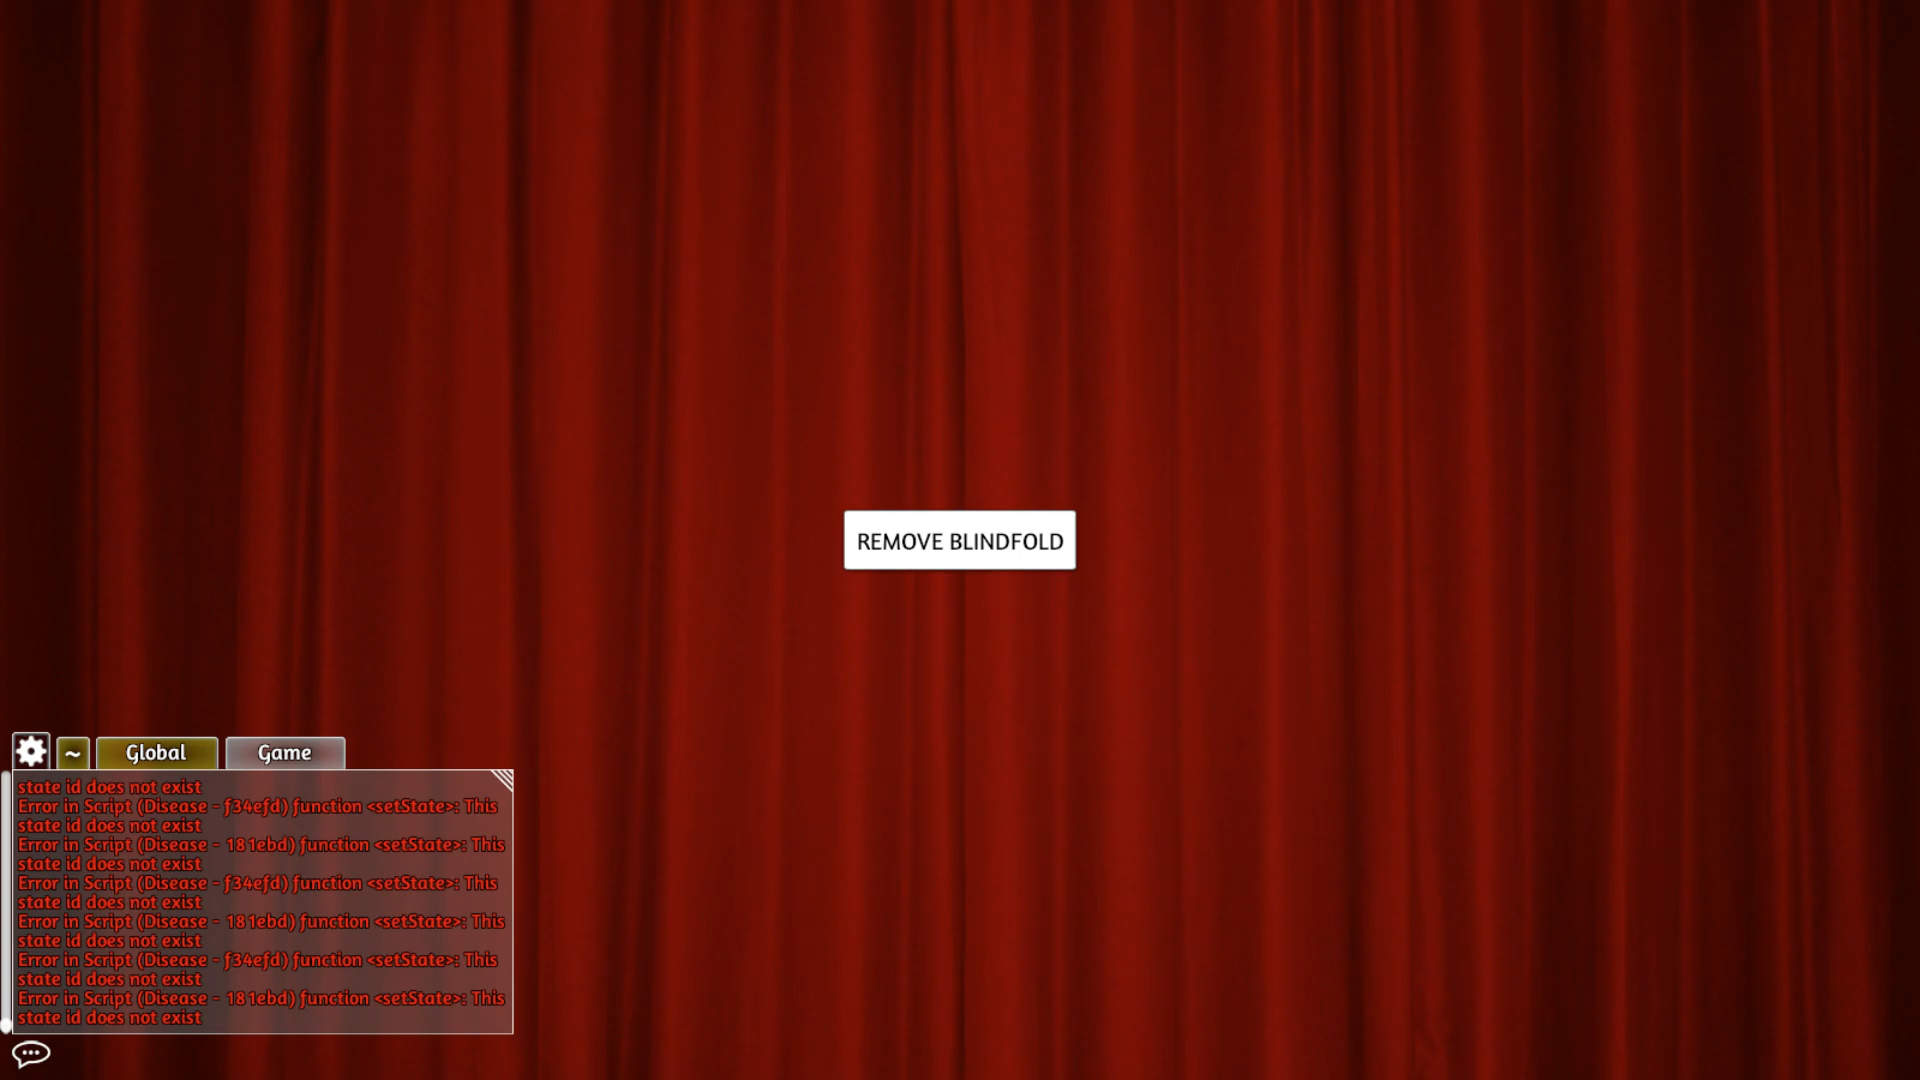 REMOVE BLINDFOLD
~ Global Game
state id does not exist
Error in Script (Disease - f34efd) function <setState>: This
state id does not exist
Error in Script (Disease - 181ebd) function <setState>: This
state id does not exist
Error in Script (Disease - f34efd) function <setState>: This
state id does not exist
Error in Script (Disease - 181ebd) function <setState>: This
state id does not exist
Error in Script (Disease - f34efd) function <setState>: This
state id does not exist
Error in Script (Disease - 181ebd) function <setState>: This
state id does not exist